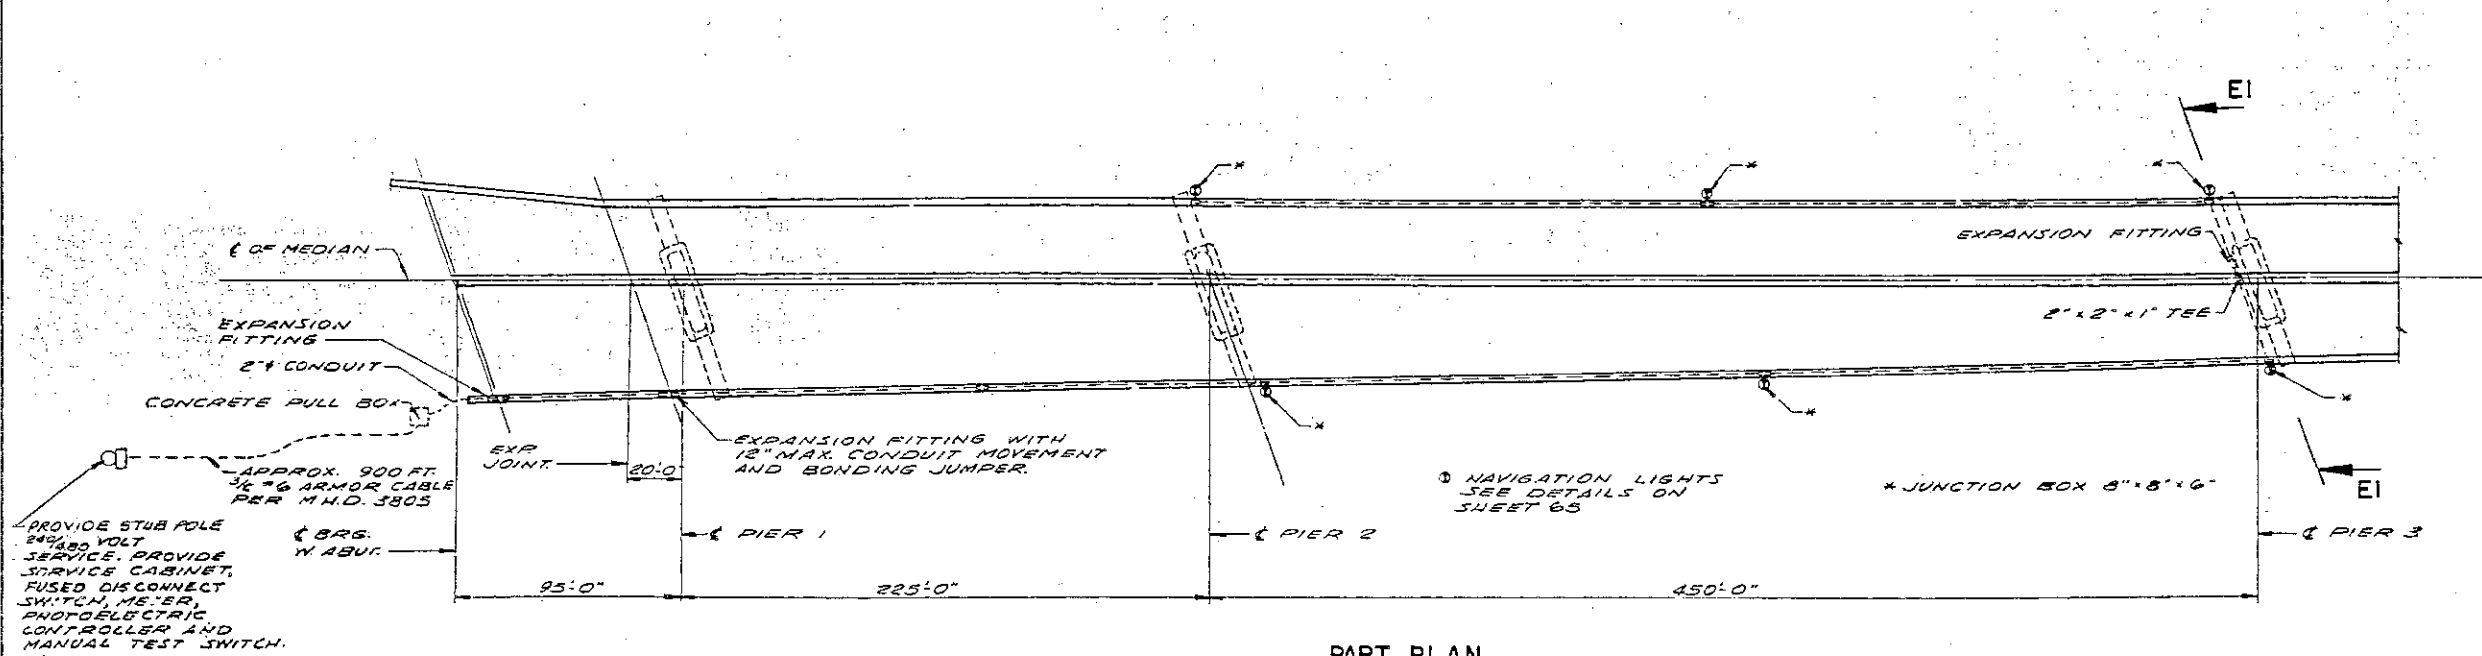 E1
*
*
*
℄ OF MEDIAN
EXPANSION FITTING
EXPANSION
FITTING
2"φ CONDUIT
CONCRETE PULL BOX
2" x 2" x 1" TEE
EXP.
JOINT
20'-0
EXPANSION FITTING WITH
12" MAX. CONDUIT MOVEMENT
AND BONDING JUMPER.
*
*
*
APPROX. 900 FT.
3/C #6 ARMOR CABLE
PER M.H.D. 3805
NAVIGATION LIGHTS
SEE DETAILS ON
SHEET 65
* JUNCTION BOX 8" x 8" x 6"
E1
PROVIDE STUB POLE
240/480 VOLT
SERVICE. PROVIDE
SERVICE CABINET,
FUSED DISCONNECT
SWITCH, METER,
PHOTOELECTRIC
CONTROLLER AND
MANUAL TEST SWITCH.
℄ BRG.
W. ABUT.
℄ PIER 1
℄ PIER 2
℄ PIER 3
95'-0"
225'-0"
450'-0"
PART PLAN